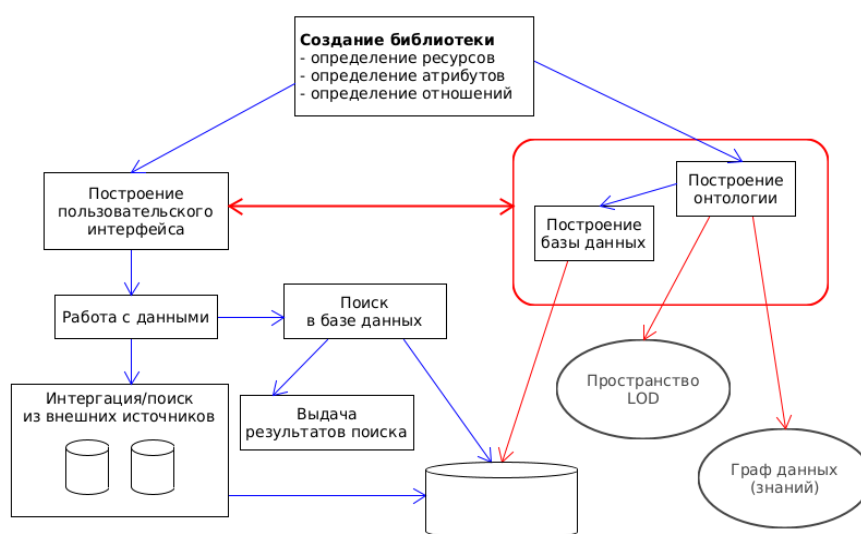 Создание библиотеки
- определение ресурсов
- определение атрибутов
- определение отношений
Построение
пользовательского
интерфейса
Построение
онтологии
Построение
базы данных
Работа с данными
Поиск
в базе данных
Интергация/поиск
из внешних источников
Выдача
результатов поиска
Пространство
LOD
Граф данных
(знаний)